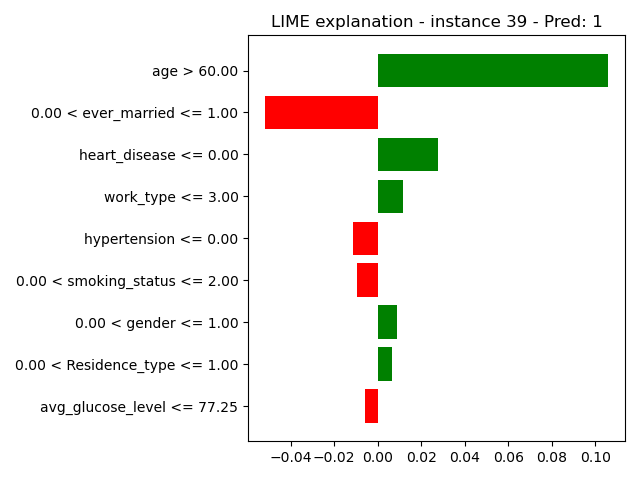 LIME explanation - instance 39 - Pred: 1
age > 60.00
0.00 < ever_married <= 1.00
heart_disease <= 0.00
work_type <= 3.00
hypertension <= 0.00
0.00 < smoking_status <= 2.00
0.00 < gender <= 1.00
0.00 < Residence_type <= 1.00
avg_glucose_level <= 77.25
−0.04 −0.02 0.00 0.02 0.04 0.06 0.08 0.10